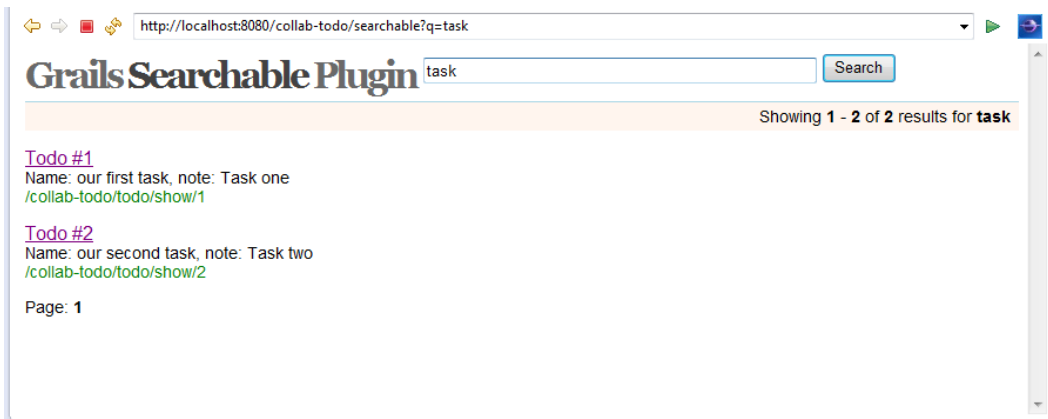 http://localhost:8080/collab-todo/searchable?q=task
Grails Searchable Plugin task Search
Showing 1 - 2 of 2 results for task
Todo #1
Name: our first task, note: Task one
/collab-todo/todo/show/1
Todo #2
Name: our second task, note: Task two
/collab-todo/todo/show/2
Page: 1